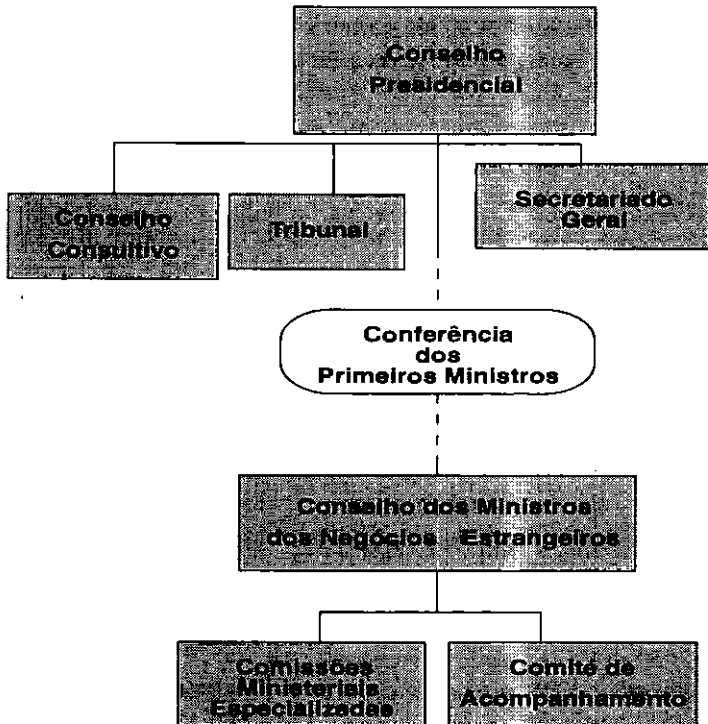 Conselho
Presidencial
Conselho
Consultivo
Tribunal
Secretariado
Geral
Conferência
dos
Primeiros Ministros
Conselho dos Ministros
dos Negócios Estrangeiros
Comissões
Ministeriais
Especializadas
Comité de
Acompanhamento